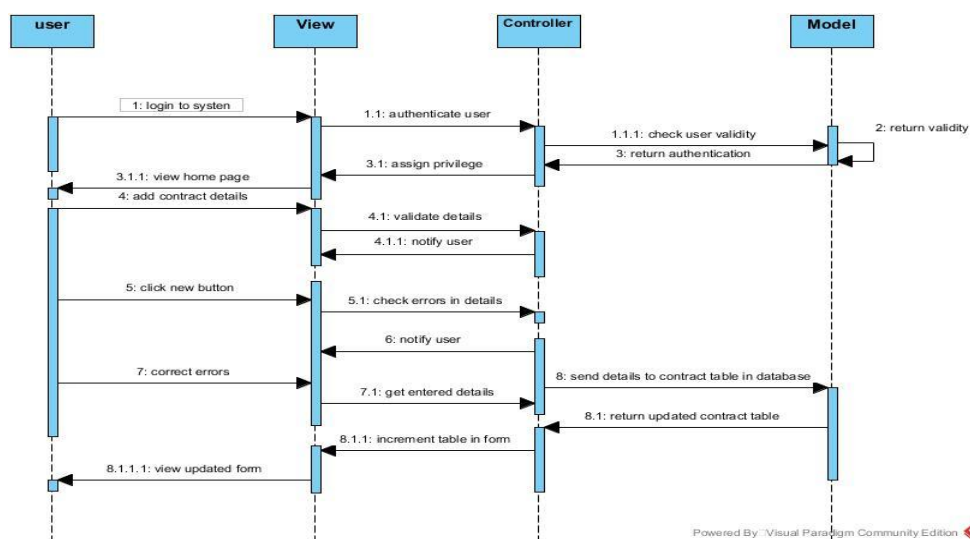 user
View
Controller
Model
1: login to systen
1.1: authenticate user
1.1.1: check user validity
2: return validity
3: return authentication
3.1: assign privilege
3.1.1: view home page
4: add contract details
4.1: validate details
4.1.1: notify user
5: click new button
5.1: check errors in details
6: notify user
7: correct errors
8: send details to contract table in database
7.1: get entered details
8.1: return updated contract table
8.1.1: increment table in form
8.1.1.1: view updated form
Powered By Visual Paradigm Community Edition